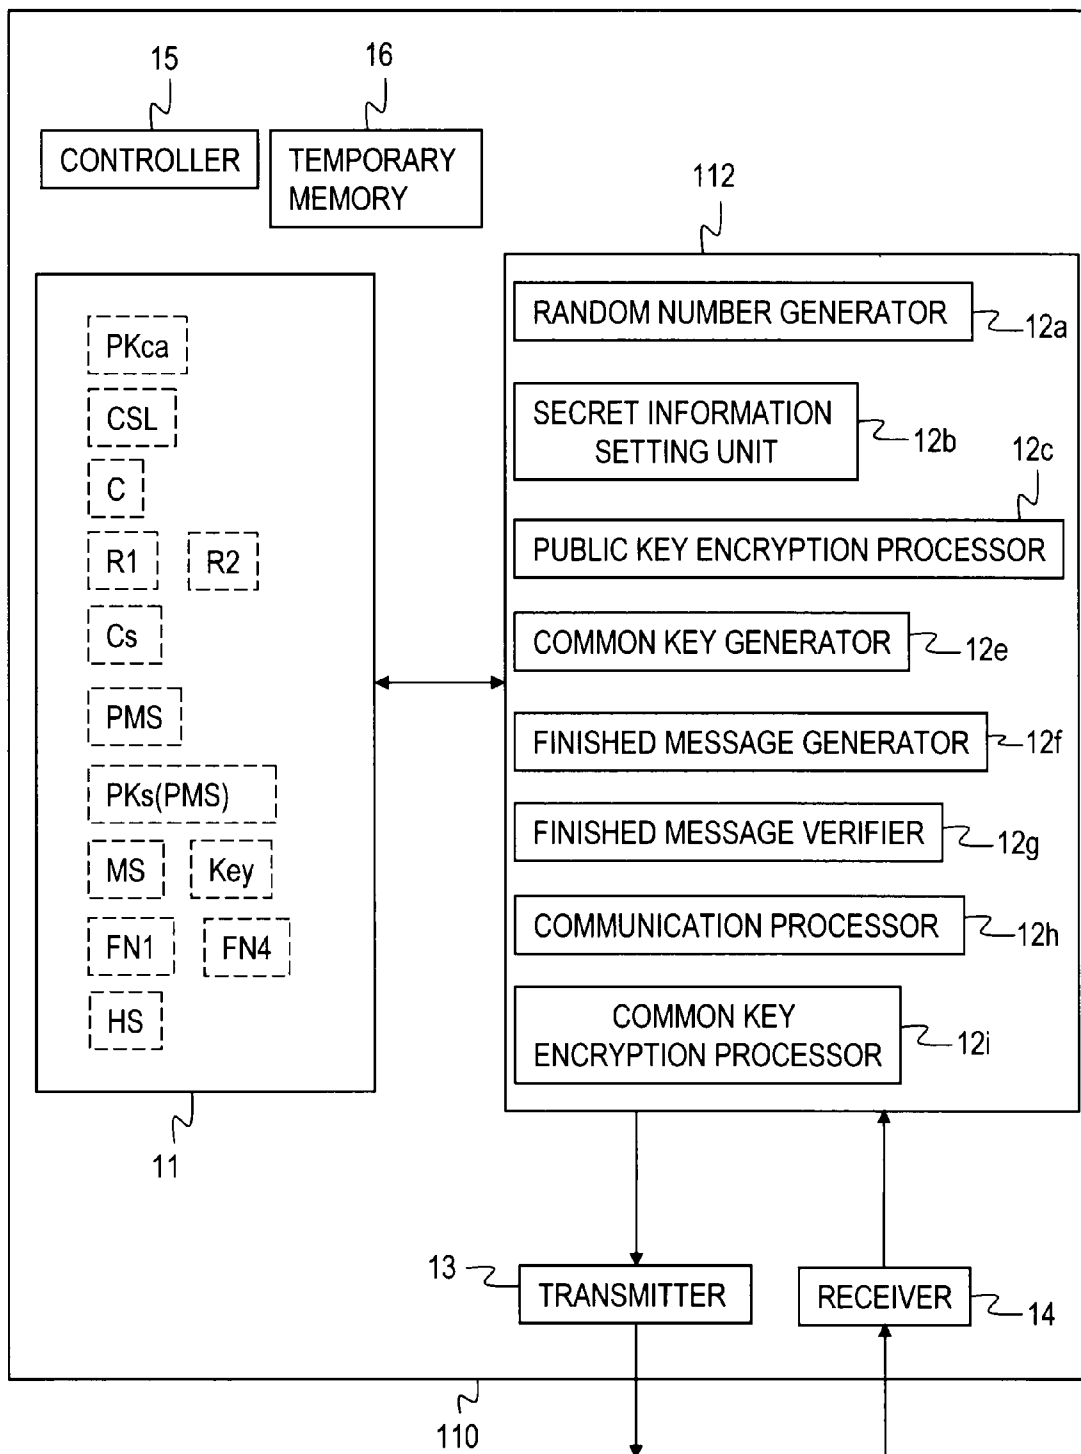 15
16
CONTROLLER
TEMPORARY
MEMORY
112
PKca
CSL
C
R1 R2
Cs
PMS
PKs(PMS)
MS Key
FN1 FN4
HS
11
RANDOM NUMBER GENERATOR
12a
SECRET INFORMATION
SETTING UNIT
12b
12c
PUBLIC KEY ENCRYPTION PROCESSOR
COMMON KEY GENERATOR
12e
FINISHED MESSAGE GENERATOR
12f
FINISHED MESSAGE VERIFIER
12g
COMMUNICATION PROCESSOR
12h
COMMON KEY
ENCRYPTION PROCESSOR
12i
13
TRANSMITTER
RECEIVER
14
110